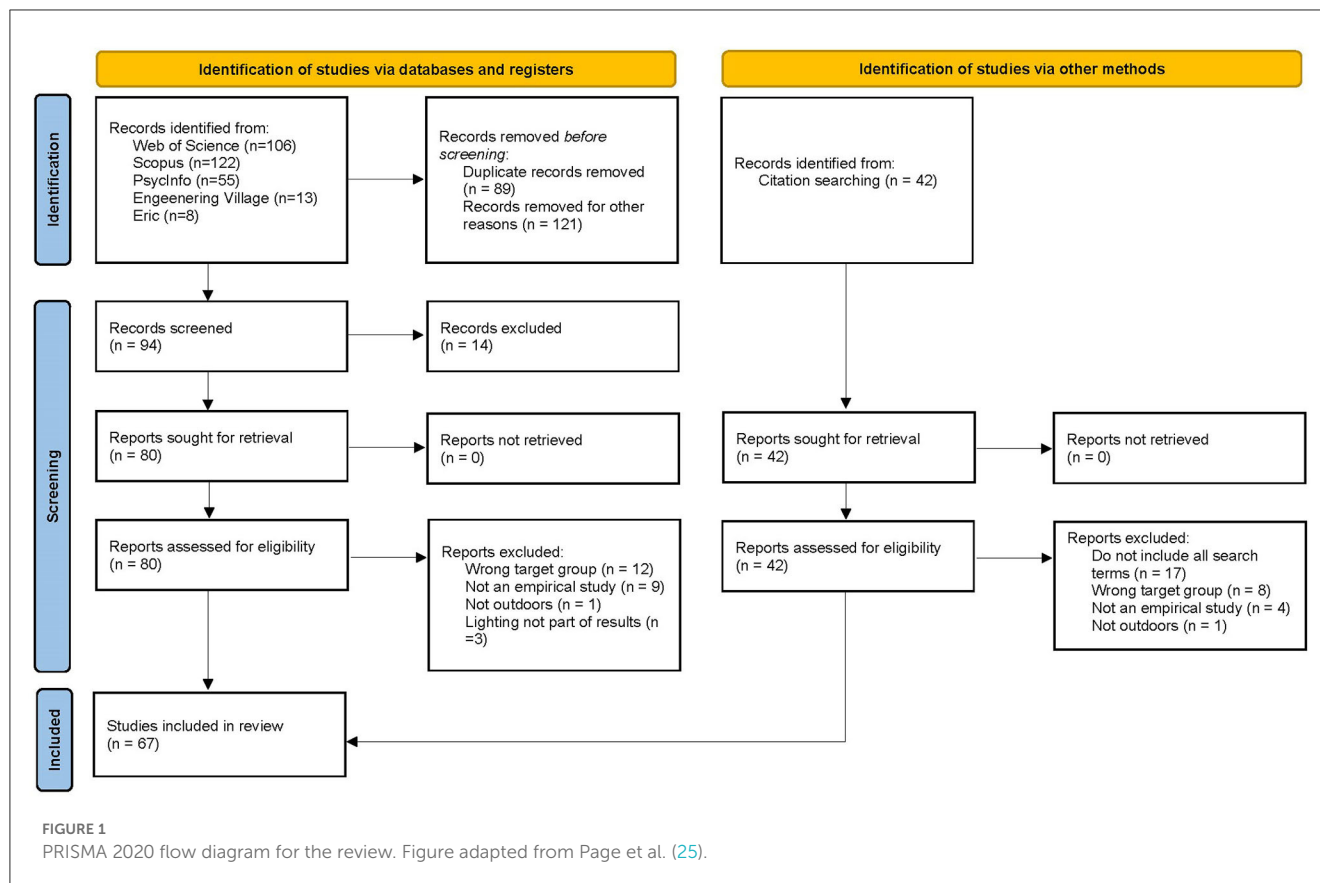 Identification of studies via databases and registers
Identification of studies via other methods
Identification
Records identified from:
Web of Science (n=106)
Scopus (n=122)
PsycInfo (n=55)
Engeenering Village (n=13)
Eric (n=8)
Records removed before
screening:
Duplicate records removed
(n = 89)
Records removed for other
reasons (n = 121)
Records identified from:
Citation searching (n = 42)
Screening
Records screened
(n = 94)
Records excluded
(n = 14)
Reports sought for retrieval
(n = 80)
Reports not retrieved
(n = 0)
Reports sought for retrieval
(n = 42)
Reports not retrieved
(n = 0)
Reports assessed for eligibility
(n = 80)
Reports excluded:
Wrong target group (n = 12)
Not an empirical study (n = 9)
Not outdoors (n = 1)
Lighting not part of results (n
=3)
Reports assessed for eligibility
(n = 42)
Reports excluded:
Do not include all search
terms (n = 17)
Wrong target group (n = 8)
Not an empirical study (n = 4)
Not outdoors (n = 1)
Included
Studies included in review
(n = 67)
FIGURE 1
PRISMA 2020 flow diagram for the review. Figure adapted from Page et al. (25).